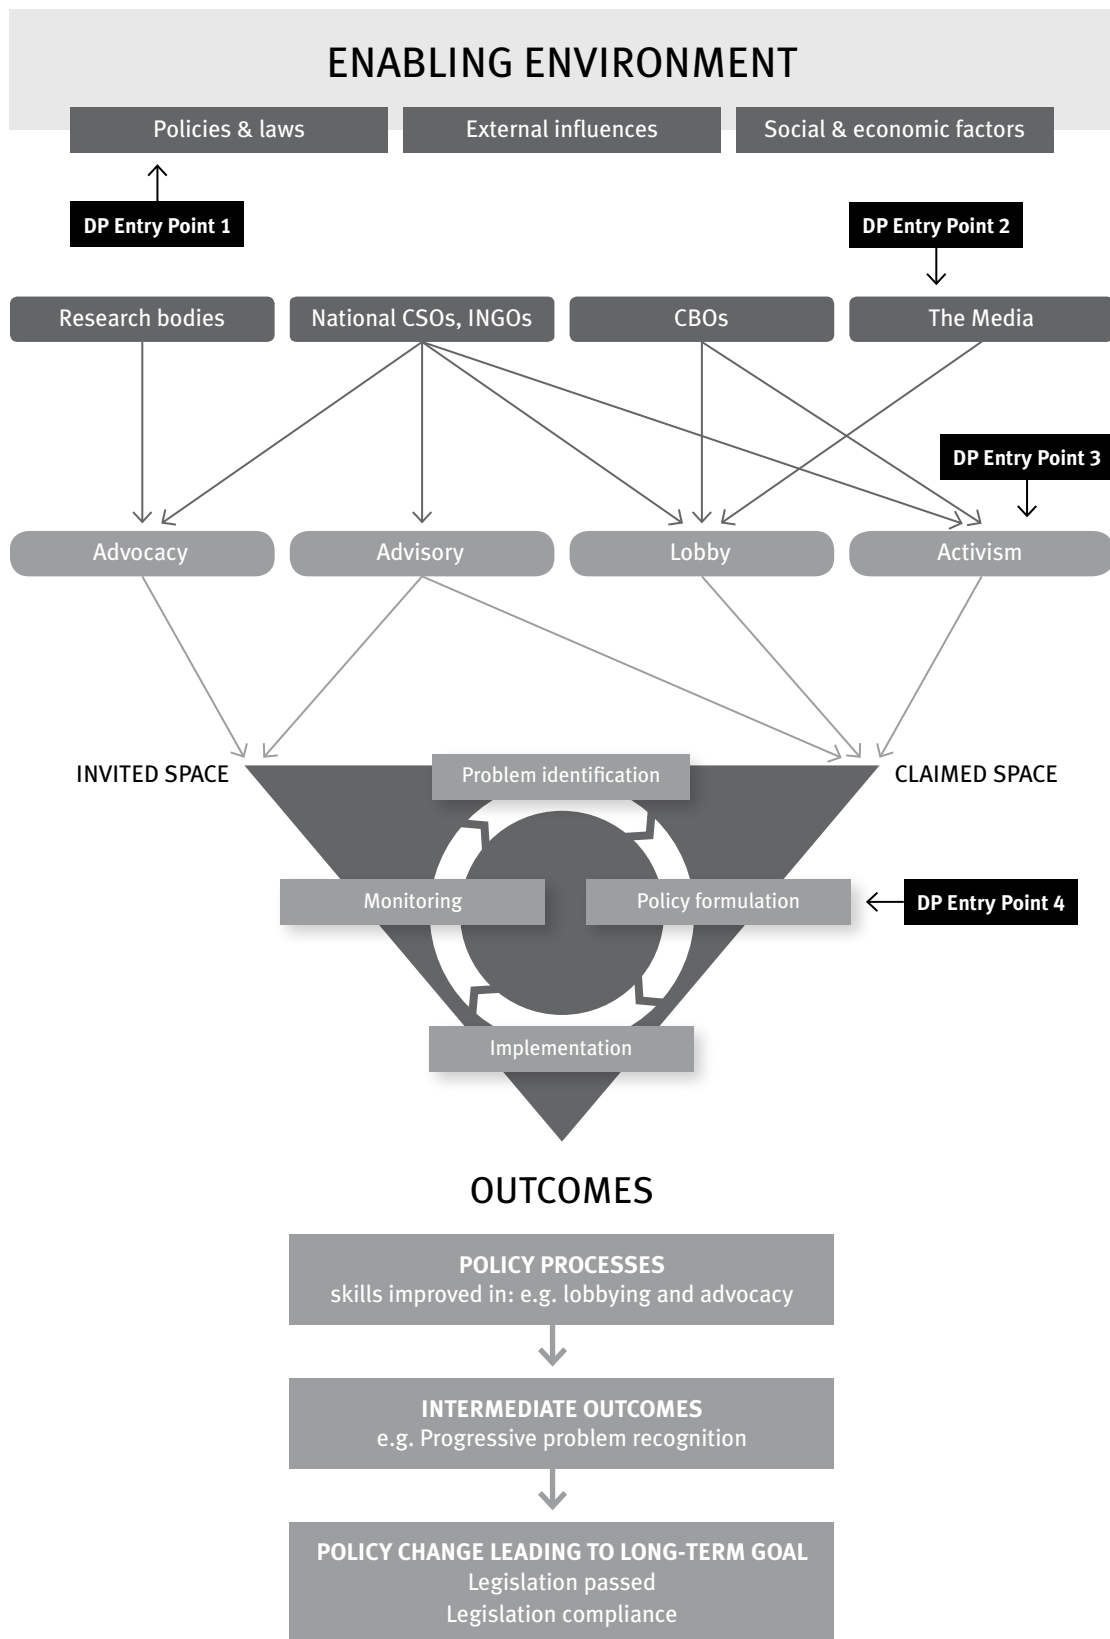 ENABLING ENVIRONMENT
Policies & laws
External influences
Social & economic factors
DP Entry Point 1
DP Entry Point 2
Research bodies
National CSOs, INGOs
CBOs
The Media
DP Entry Point 3
Advocacy
Advisory
Lobby
Activism
INVITED SPACE
Problem identification
CLAIMED SPACE
Monitoring
Policy formulation
DP Entry Point 4
Implementation
OUTCOMES
POLICY PROCESSES
skills improved in: e.g. lobbying and advocacy
INTERMEDIATE OUTCOMES
e.g. Progressive problem recognition
POLICY CHANGE LEADING TO LONG-TERM GOAL
Legislation passed
Legislation compliance